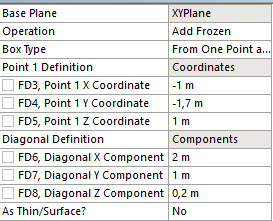 Base Plane XYPlane
Operation Add Frozen
Box Type From One Point a...
Point 1 Definition Coordinates
FD3, Point 1 X Coordinate -1 m
FD4, Point 1 Y Coordinate -1,7 m
FD5, Point 1 Z Coordinate 1 m
Diagonal Definition Components
FD6, Diagonal X Component 2 m
FD7, Diagonal Y Component 1 m
FD8, Diagonal Z Component 0,2 m
As Thin/Surface? No